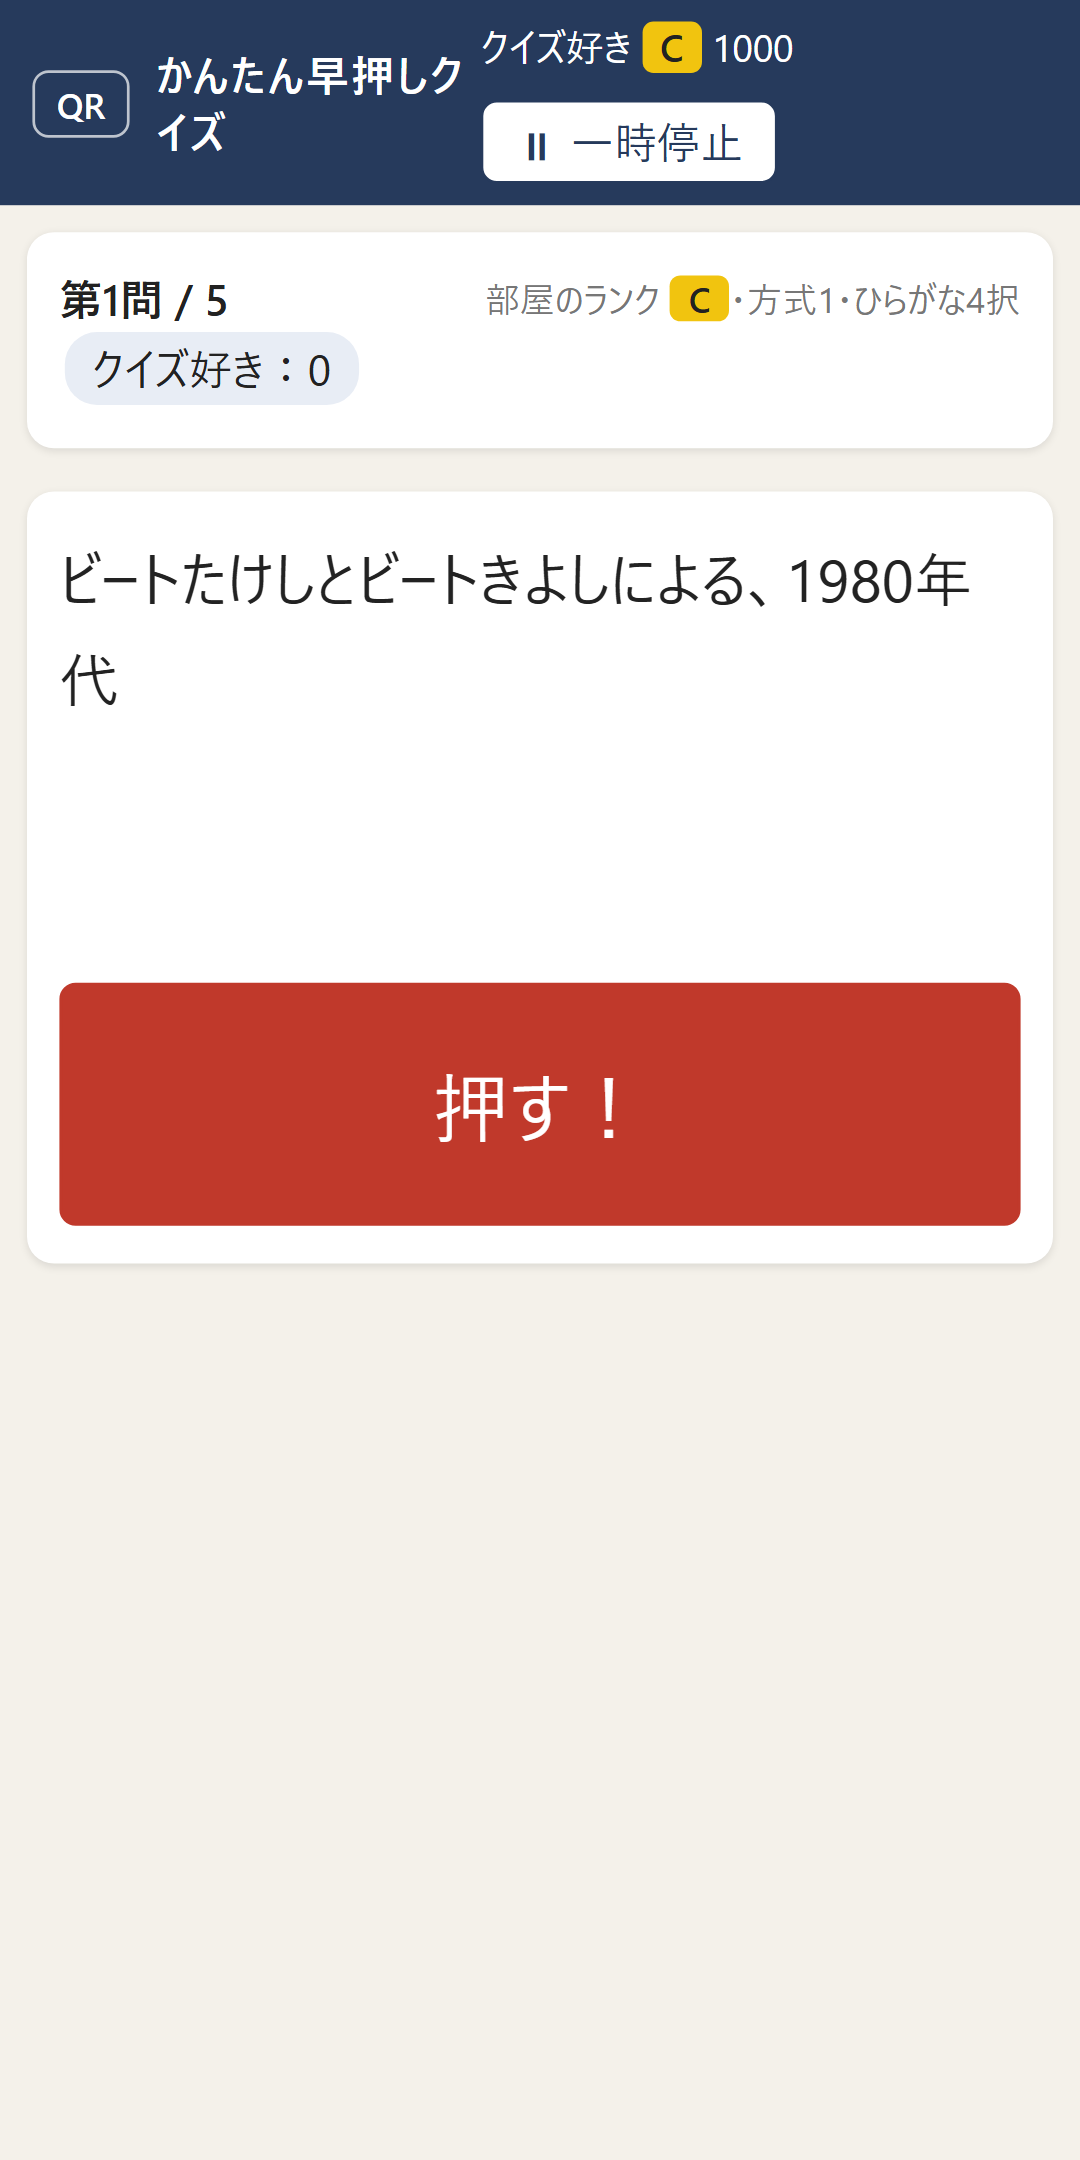 QR
かんたん早押しク
イズ
クイズ好き C 1000
⏸ 一時停止
第1問 / 5
部屋のランク C ・方式1・ひらがな4択
クイズ好き：0
ビートたけしとビートきよしによる、1980年
代
押す！